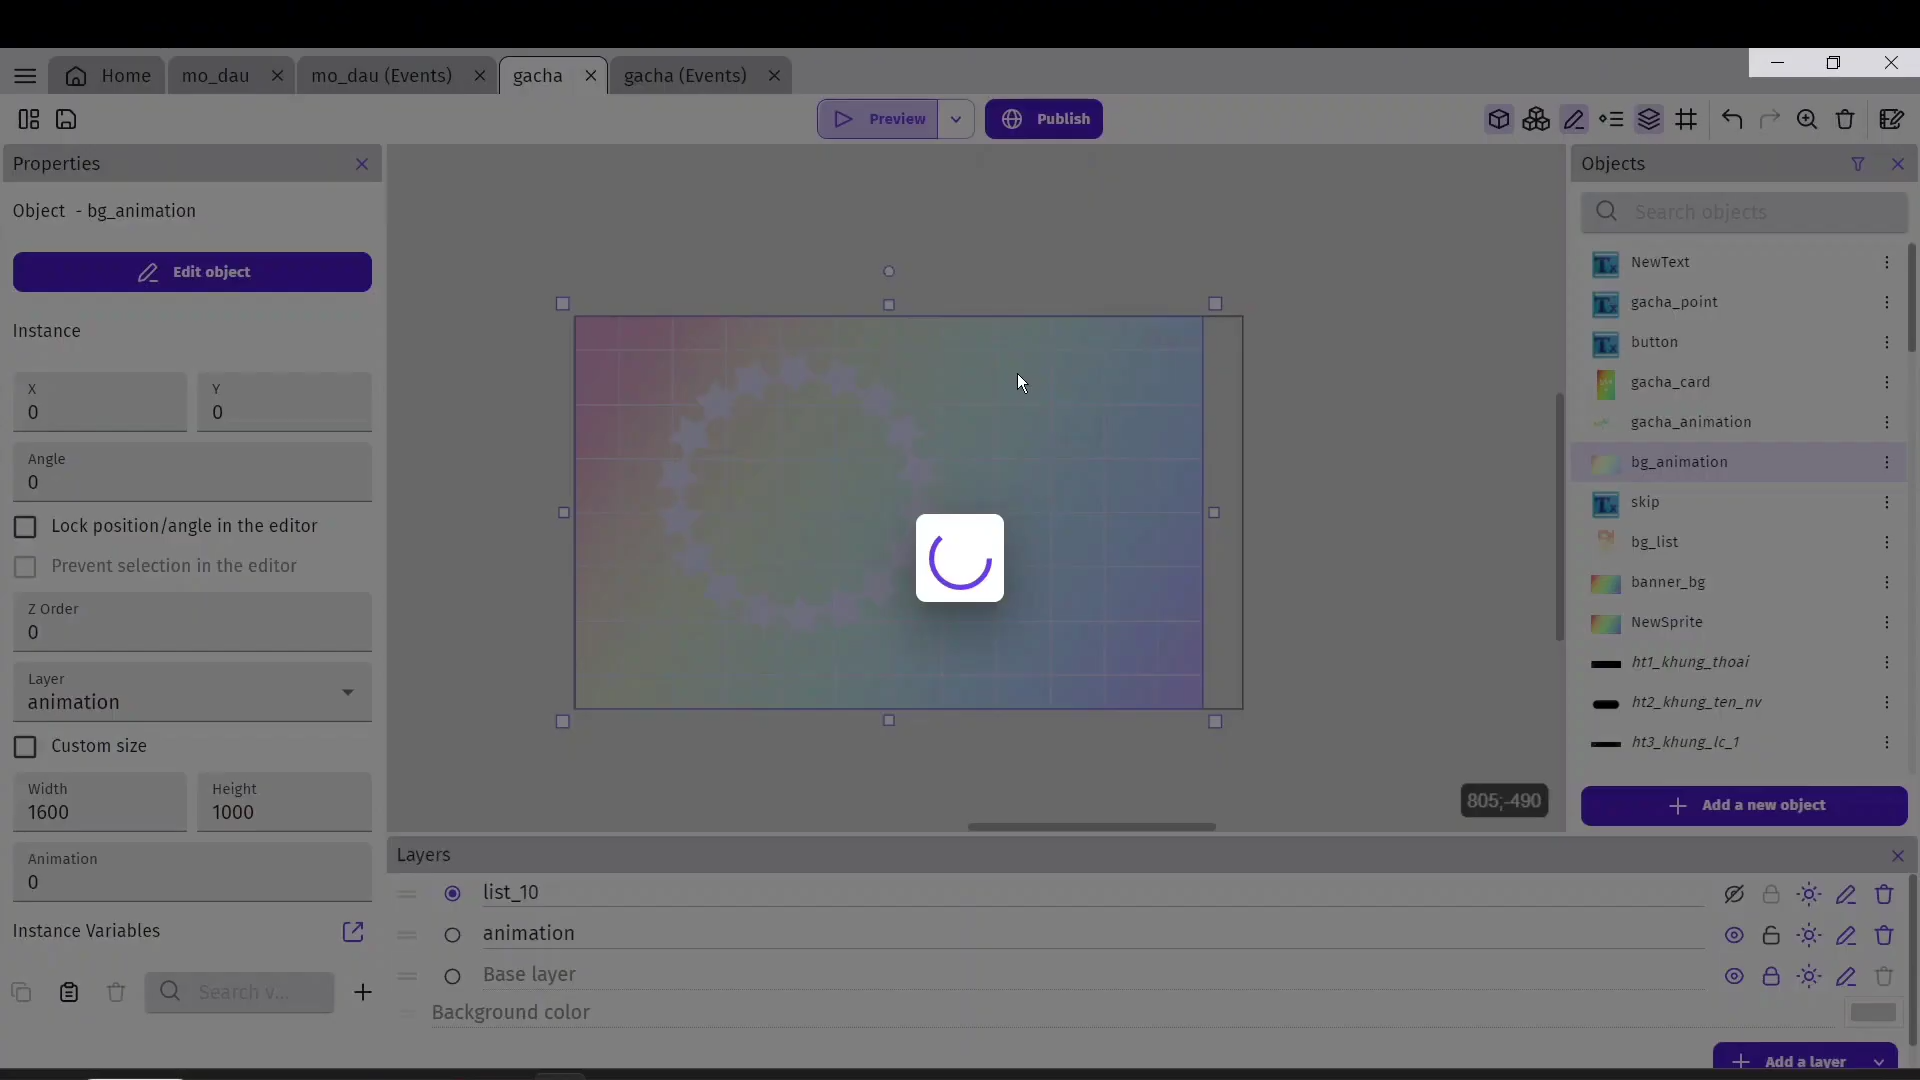 Home
mo_dau
mo_dau (Events)
gacha
gacha (Events)
Preview
Publish
Properties
Object - bg_animation
Edit object
Instance
X
0
Y
0
Angle
0
Lock position/angle in the editor
Prevent selection in the editor
Z Order
0
Layer
animation
Custom size
Width
1600
Height
1000
Animation
0
Instance Variables
Search v...
805;-490
Objects
Search objects
NewText
gacha_point
button
gacha_card
gacha_animation
bg_animation
skip
bg_list
banner_bg
NewSprite
ht1_khung_thoai
ht2_khung_ten_nv
ht3_khung_lc_1
Add a new object
Layers
list_10
animation
Base layer
Background color
Add a layer